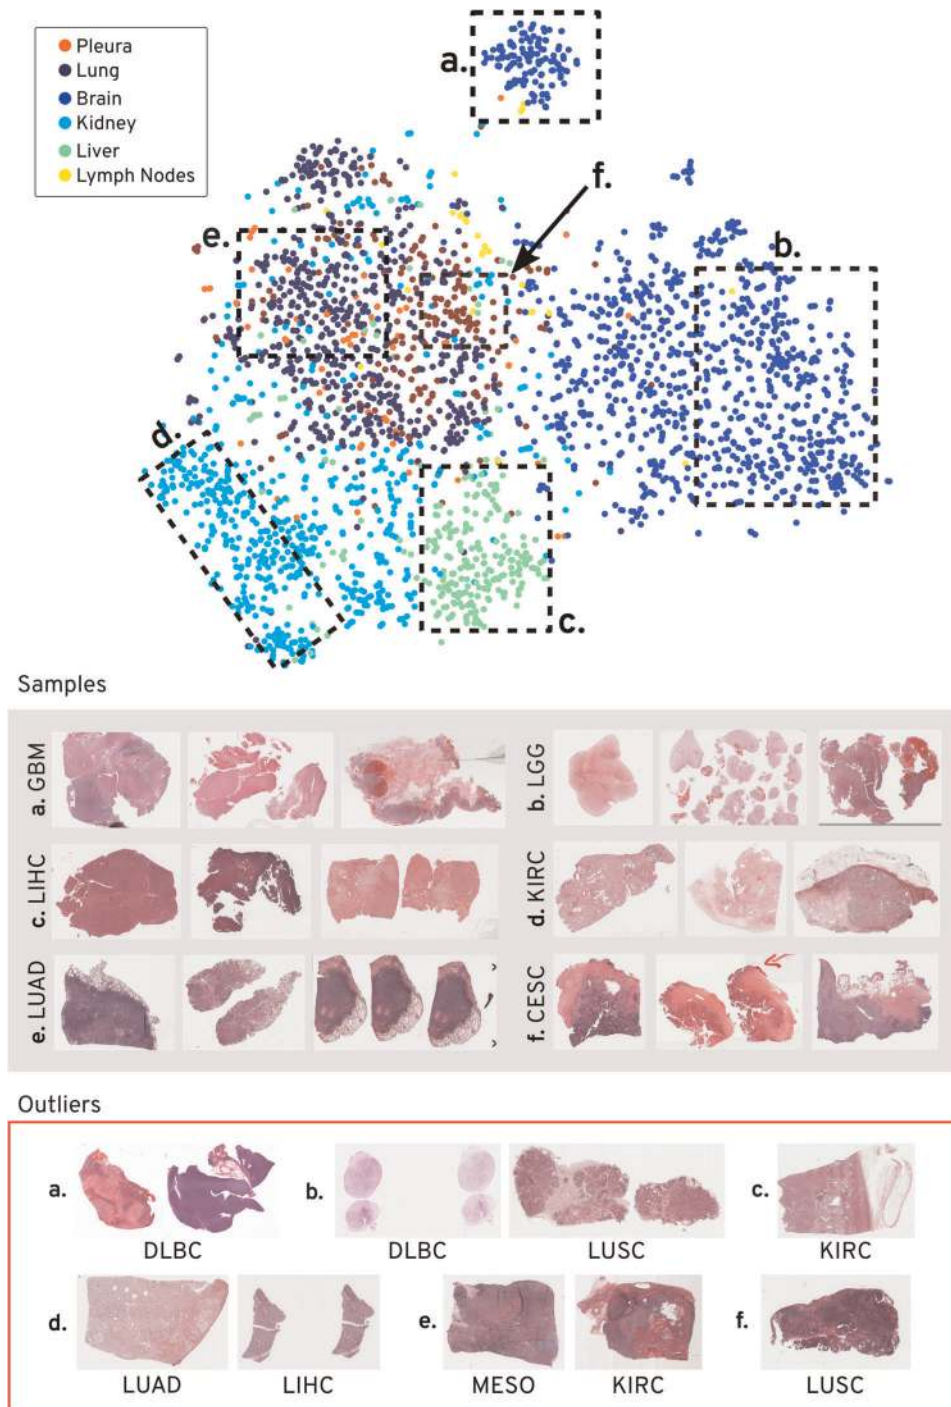 a.
Pleura
Lung
Brain
Kidney
Liver
Lymph Nodes
f.
e.
b.
d.
c.
Samples
a. GBM
b. LGG
c. LIHC
d. KIRC
e. LUAD
f. CESC
Outliers
a.
DLBC
b.
DLBC
LUSC
c.
KIRC
d.
LUAD
LIHC
e.
MESO
KIRC
f.
LUSC